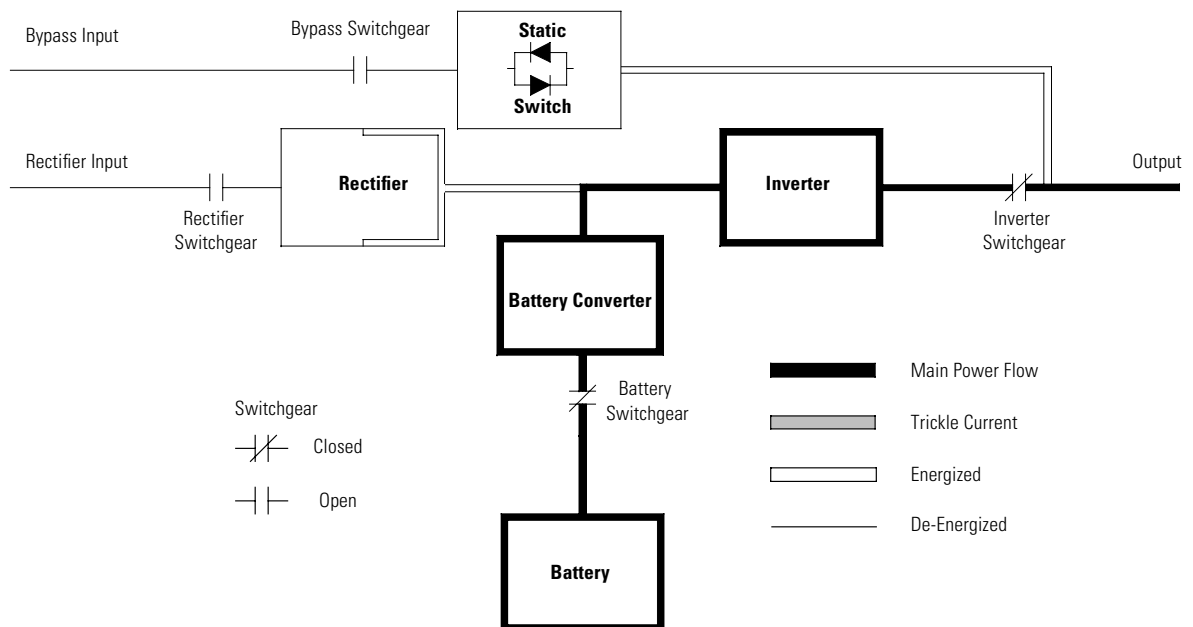 Bypass Input
Bypass Switchgear
Static
Switch
Rectifier Input
Rectifier
Inverter
Output
Rectifier
Switchgear
Inverter
Switchgear
Battery Converter
Battery
Switchgear
Switchgear
Closed
Open
Main Power Flow
Trickle Current
Energized
De-Energized
Battery